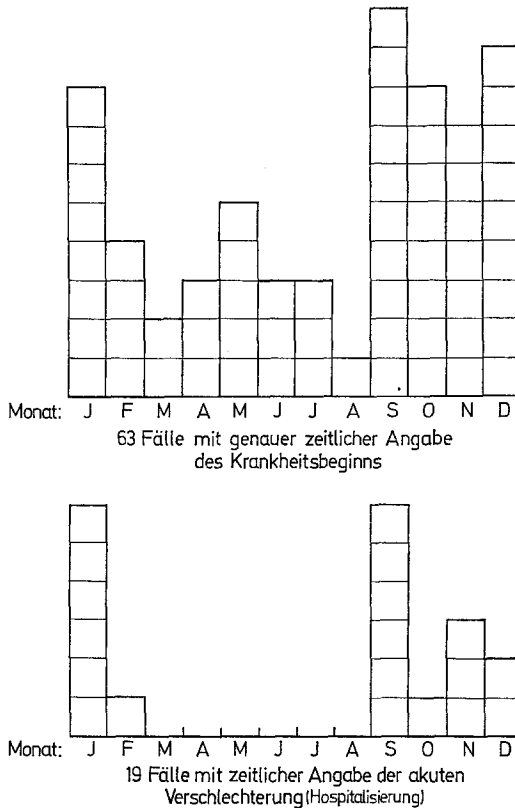 Monat: J F M A M J J A S O N D
63 Fälle mit genauer zeitlicher Angabe
des Krankheitsbeginns
Monat: J F M A M J J A S O N D
19 Fälle mit zeitlicher Angabe der akuten
Verschlechterung (Hospitalisierung)